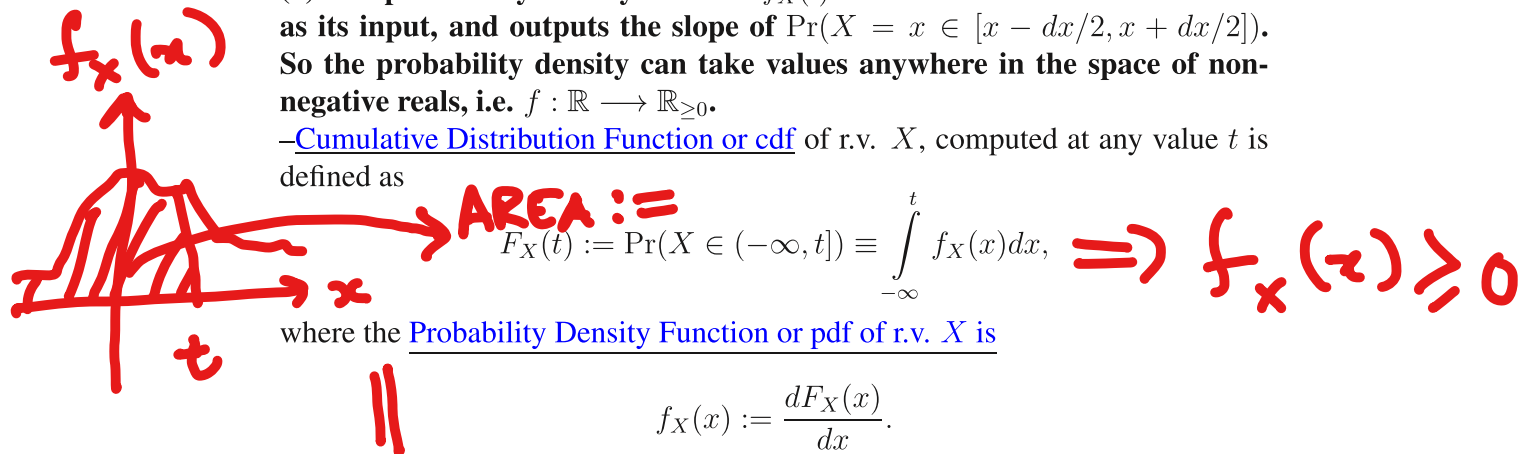 as its input, and outputs the slope of Pr(X = x ∈ [x − dx/2, x + dx/2]).
So the probability density can take values anywhere in the space of non-
negative reals, i.e. f : ℝ ⟶ ℝ≥0.
–Cumulative Distribution Function or cdf of r.v. X, computed at any value t is
defined as
f_X(x)
AREA :=
F_X(t) := Pr(X ∈ (−∞, t]) ≡ ∫_{−∞}^{t} f_X(x)dx, ⟹ f_X(x) ≥ 0
x
t
where the Probability Density Function or pdf of r.v. X is
f_X(x) := dF_X(x)/dx.